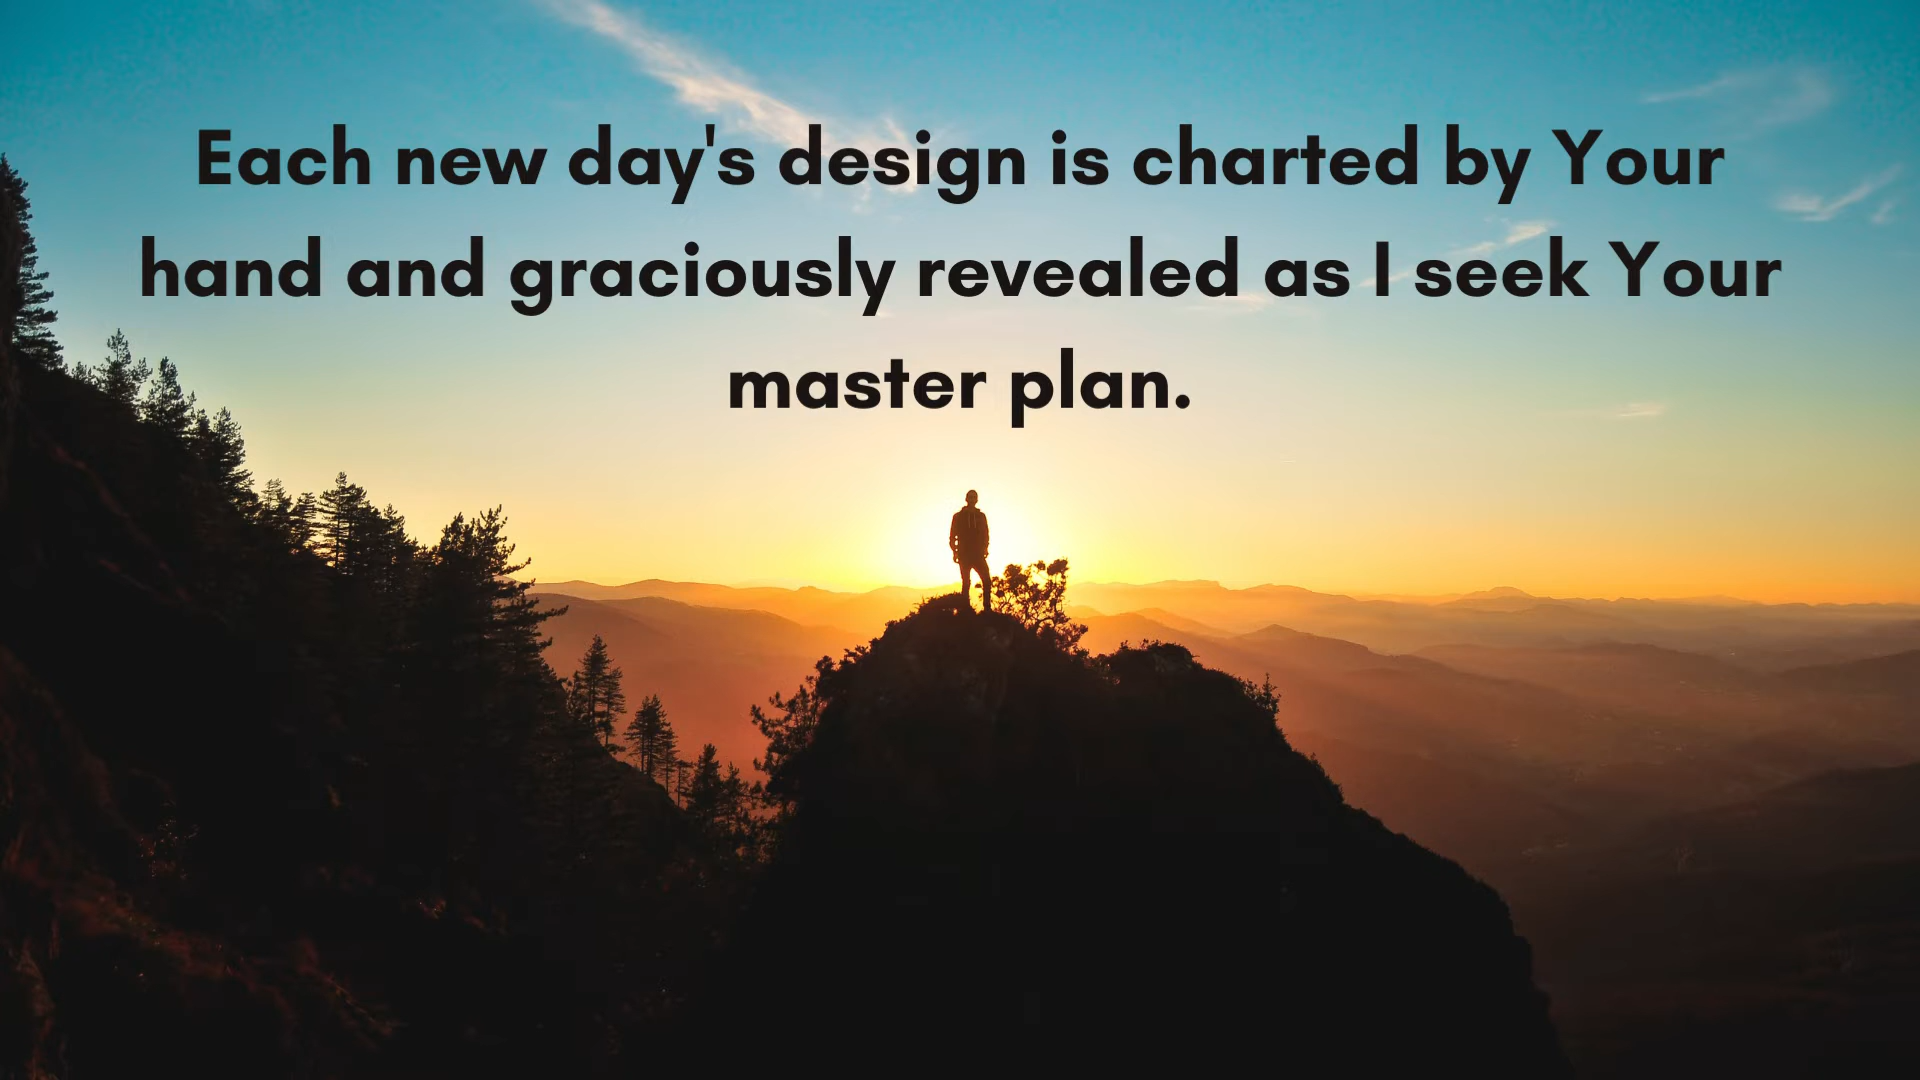 Each new day's design is charted by Your
hand and graciously revealed as I seek Your
master plan.